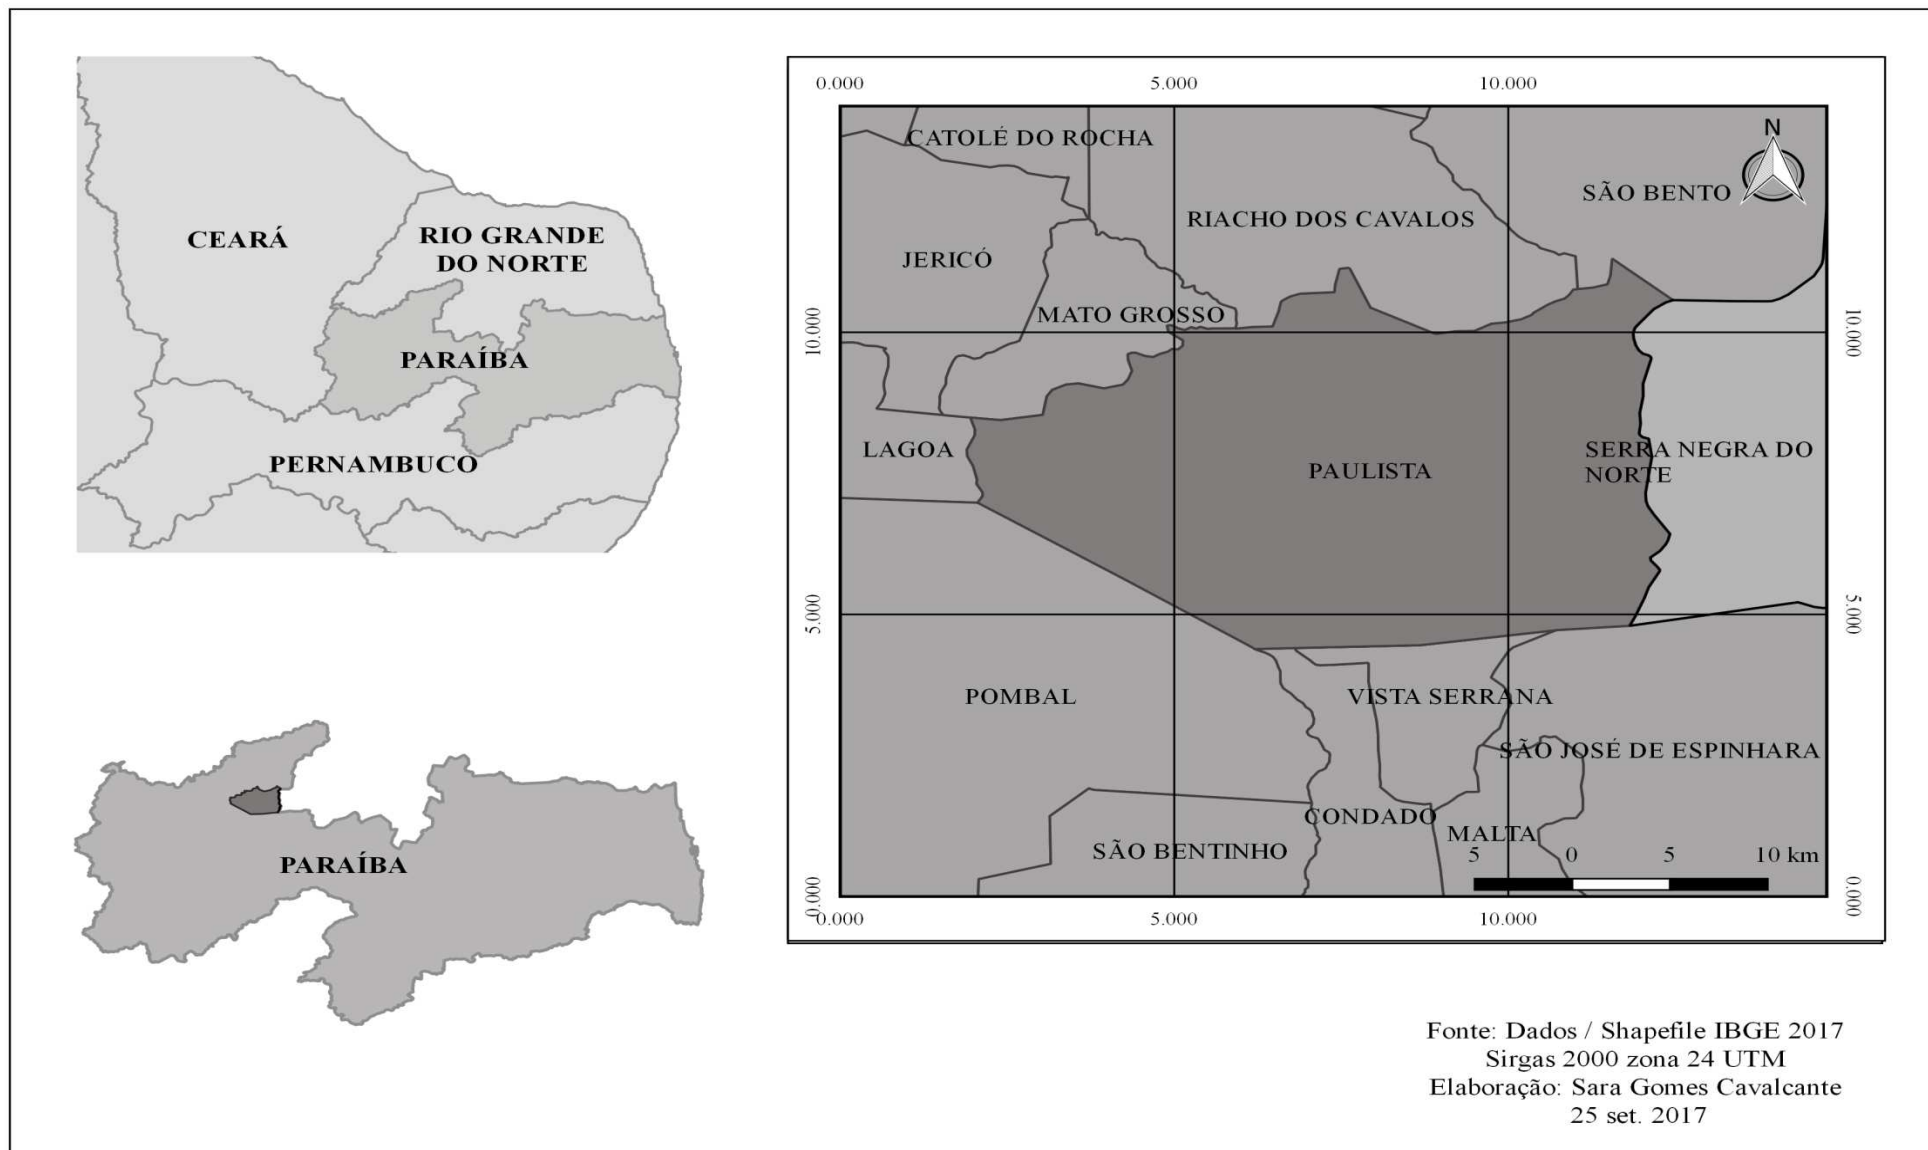 CEARÁ
RIO GRANDE
DO NORTE
PARAÍBA
PERNAMBUCO
PARAÍBA
0.000
5.000
10.000
CATOLÉ DO ROCHA
N
SÃO BENTO
RIACHO DOS CAVALOS
JERICÓ
MATO GROSSO
10.000
10.000
LAGOA
PAULISTA
SERRA NEGRA DO
NORTE
5.000
5.000
POMBAL
VISTA SERRANA
SÃO JOSÉ DE ESPINHARA
CONDADO
MALTA
SÃO BENTINHO
5 0 5 10 km
0.000
0.000
0.000
5.000
10.000
Fonte: Dados / Shapefile IBGE 2017
Sirgas 2000 zona 24 UTM
Elaboração: Sara Gomes Cavalcante
25 set. 2017